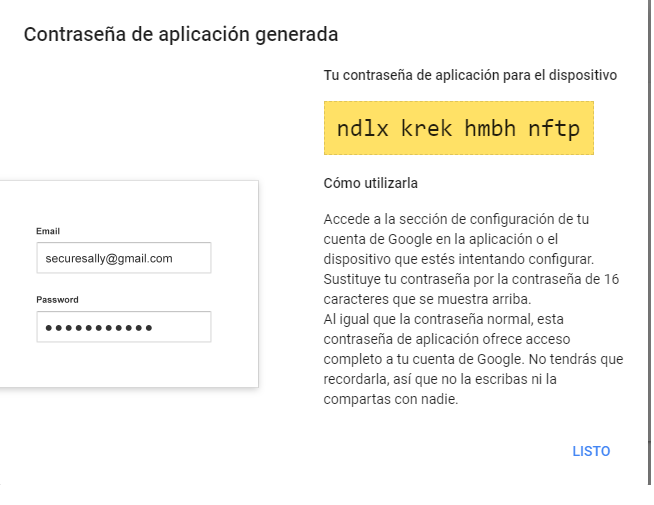 Contraseña de aplicación generada
Tu contraseña de aplicación para el dispositivo
ndlx krek hmbh nftp
Cómo utilizarla
Accede a la sección de configuración de tu
cuenta de Google en la aplicación o el
dispositivo que estés intentando configurar.
Sustituye tu contraseña por la contraseña de 16
caracteres que se muestra arriba.
Al igual que la contraseña normal, esta
contraseña de aplicación ofrece acceso
completo a tu cuenta de Google. No tendrás que
recordarla, así que no la escribas ni la
compartas con nadie.
Email
securesally@gmail.com
Password
LISTO